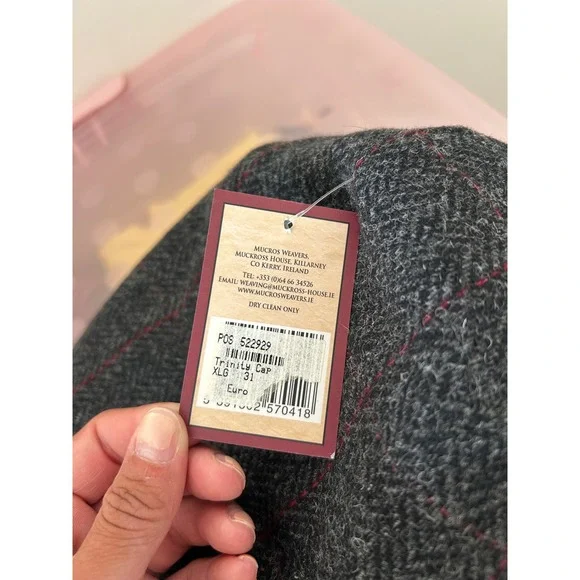 Mucros Weavers,
Muckross House, Killarney
Co Kerry, Ireland
Tel: +353 (0)64 66 34526
Email: weaving@muckross-house.ie
www.mucrosweavers.ie
DRY CLEAN ONLY
POS 522929
Trinity Cap
XLG 31
Euro
570418